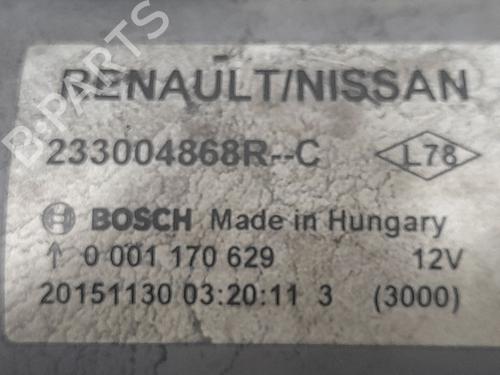 B-PARTS
RENAULT/NISSAN
233004868R--C L78
BOSCH Made in Hungary
↑ 0 001 170 629 12V
20151130 03:20:11 3 (3000)